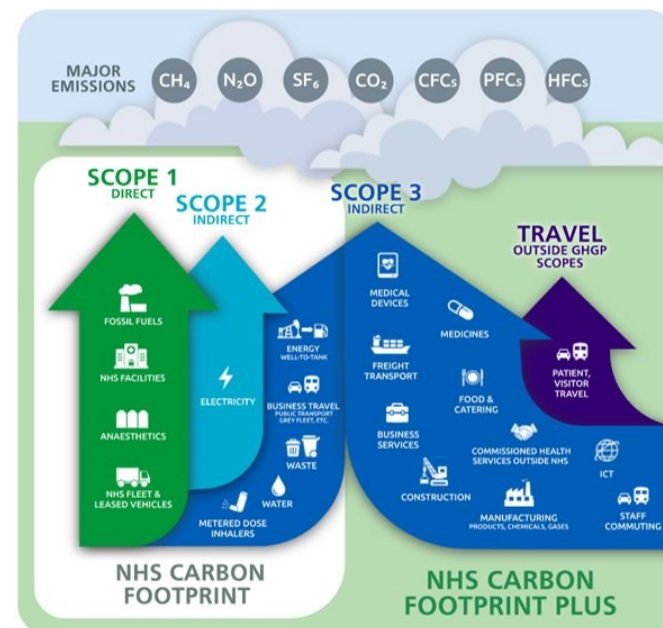 MAJOR
EMISSIONS
CH₄
N₂O
SF₆
CO₂
CFCs
PFCs
HFCs
SCOPE 1
DIRECT
FOSSIL FUELS
NHS FACILITIES
ANAESTHETICS
NHS FLEET &
LEASED VEHICLES
SCOPE 2
INDIRECT
ELECTRICITY
SCOPE 3
INDIRECT
ENERGY
WELL-TO-TANK
BUSINESS TRAVEL
PUBLIC TRANSPORT
GREY FLEET, ETC.
WASTE
WATER
METERED DOSE
INHALERS
MEDICAL
DEVICES
MEDICINES
FREIGHT
TRANSPORT
FOOD &
CATERING
BUSINESS
SERVICES
COMMISSIONED HEALTH
SERVICES OUTSIDE NHS
ICT
CONSTRUCTION
MANUFACTURING
PRODUCTS, CHEMICALS, GASES
STAFF
COMMUTING
TRAVEL
OUTSIDE GHGP
SCOPES
PATIENT,
VISITOR
TRAVEL
NHS CARBON
FOOTPRINT
NHS CARBON
FOOTPRINT PLUS